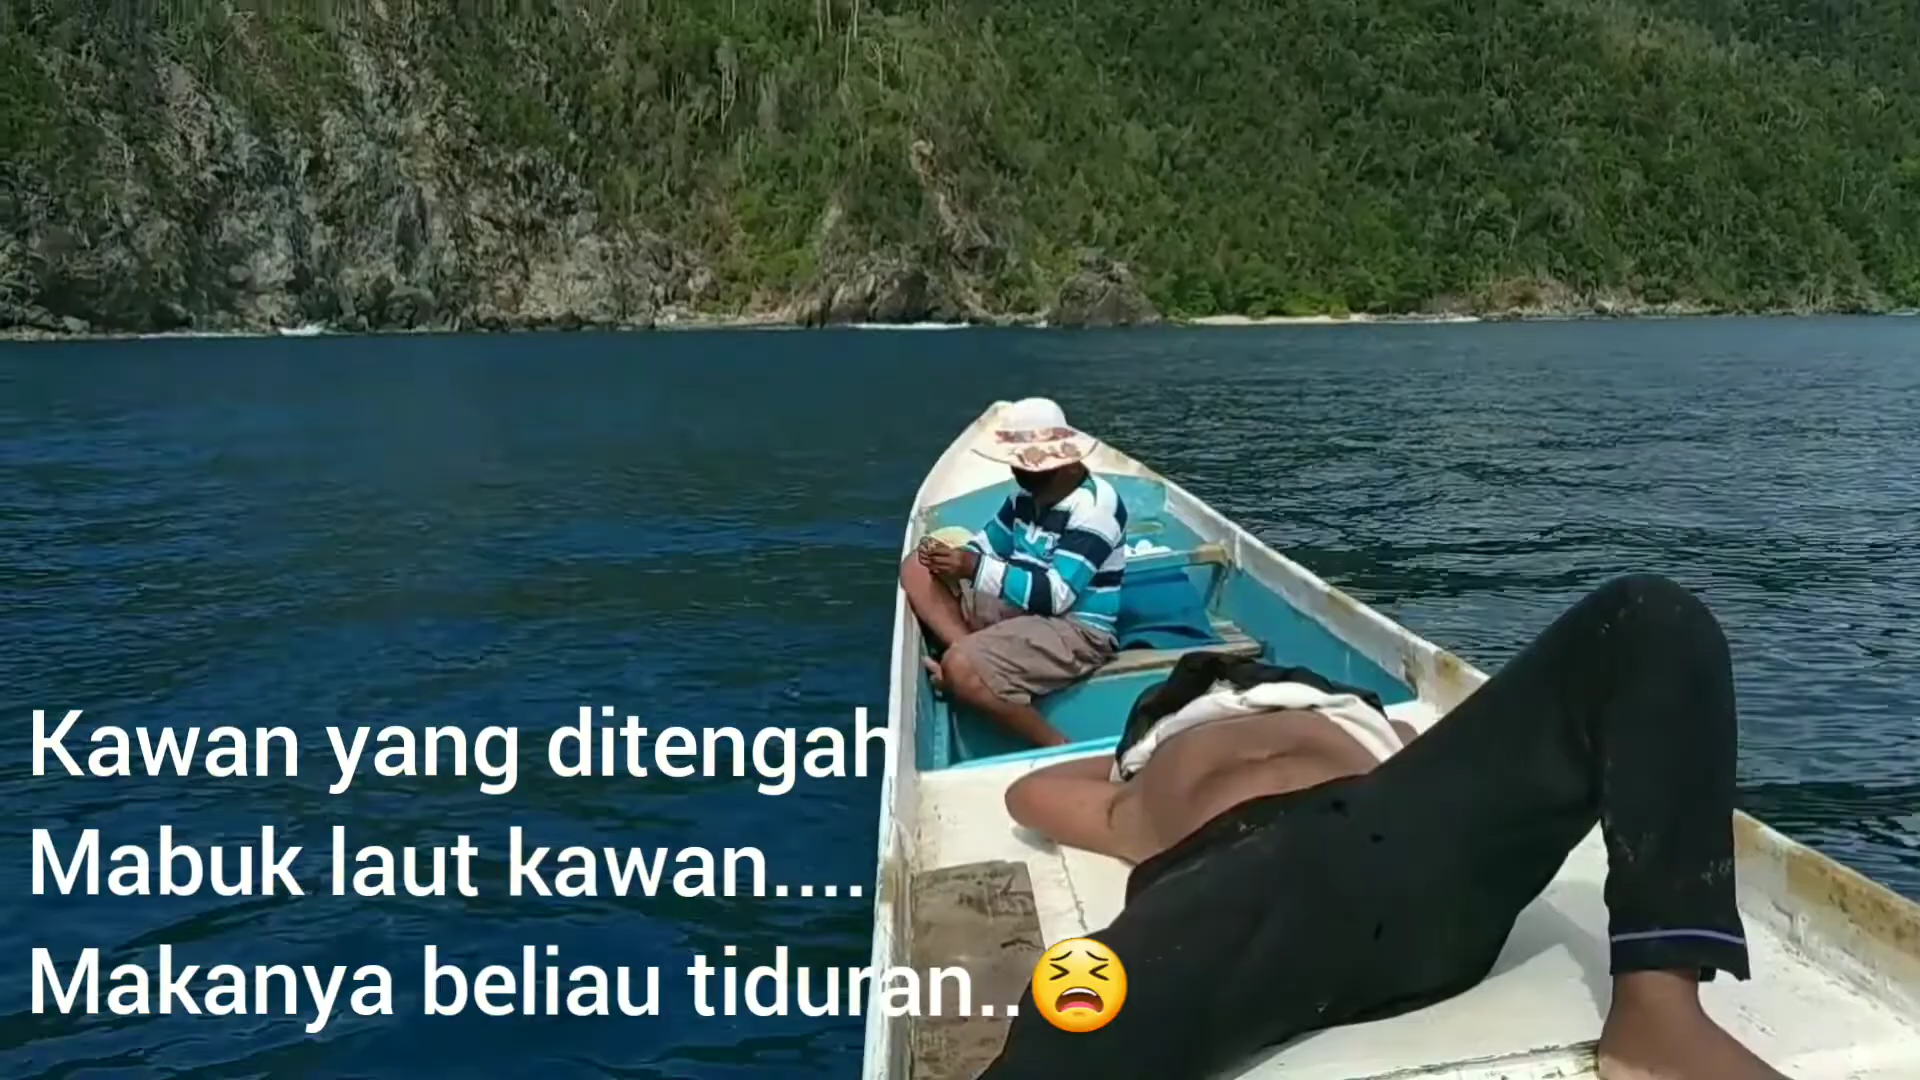 Kawan yang ditengah
Mabuk laut kawan....
Makanya beliau tiduran..😫